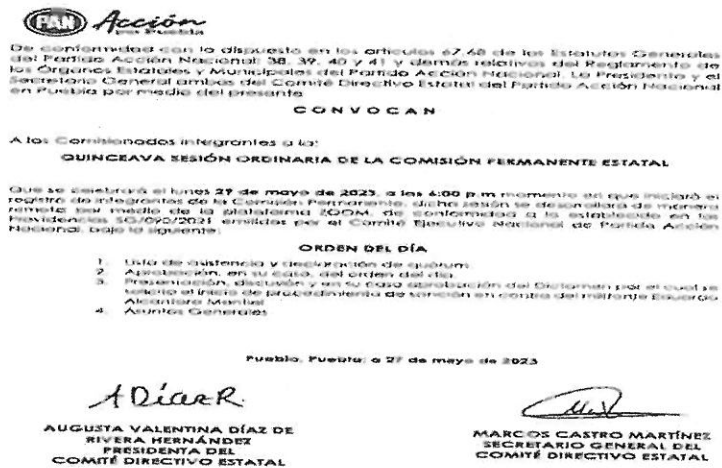 PAN Acción
por Puebla
De conformidad con lo dispuesto en los artículos 67,68 de los Estatutos Generales
del Partido Acción Nacional; 38, 39, 40 y 41 y demás relativos del Reglamento de
los Órganos Estatales y Municipales del Partido Acción Nacional. La Presidenta y el
Secretario General ambos del Comité Directivo Estatal del Partido Acción Nacional
en Puebla por medio del presente
CONVOCAN
A los Comisionados integrantes a la:
QUINCEAVA SESIÓN ORDINARIA DE LA COMISIÓN PERMANENTE ESTATAL
Que se celebrará el lunes 29 de mayo de 2023, a las 6:00 p.m momento en que iniciará el
registro de integrantes de la Comisión Permanente, dicha sesión se desarrollará de manera
remota por medio de la plataforma ZOOM, de conformidad a lo establecido en las
Providencias SG/090/2021 emitidas por el Comité Ejecutivo Nacional de Partido Acción
Nacional, bajo la siguiente:
ORDEN DEL DÍA
1. Lista de asistencia y declaración de quórum
2. Aprobación, en su caso, del orden del día
3. Presentación, discusión y en su caso aprobación del Dictamen por el cual se
solicita el inicio de procedimiento de sanción en contra del militante Eduardo
Alcántara Montiel
4. Asuntos Generales
Puebla, Puebla; a 27 de mayo de 2023
ADíazR
AUGUSTA VALENTINA DÍAZ DE
RIVERA HERNÁNDEZ
PRESIDENTA DEL
COMITÉ DIRECTIVO ESTATAL
MARCOS CASTRO MARTÍNEZ
SECRETARIO GENERAL DEL
COMITÉ DIRECTIVO ESTATAL